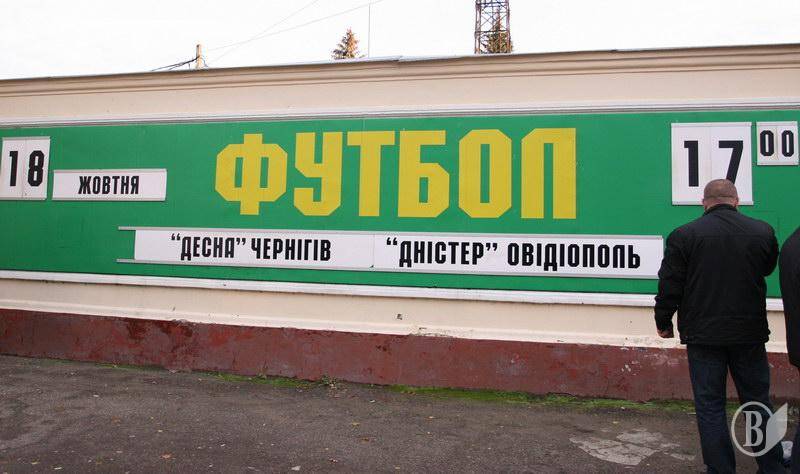 18 ЖОВТНЯ
ФУТБОЛ
17 00
"ДЕСНА" ЧЕРНІГІВ "ДНІСТЕР" ОВІДІОПОЛЬ
В